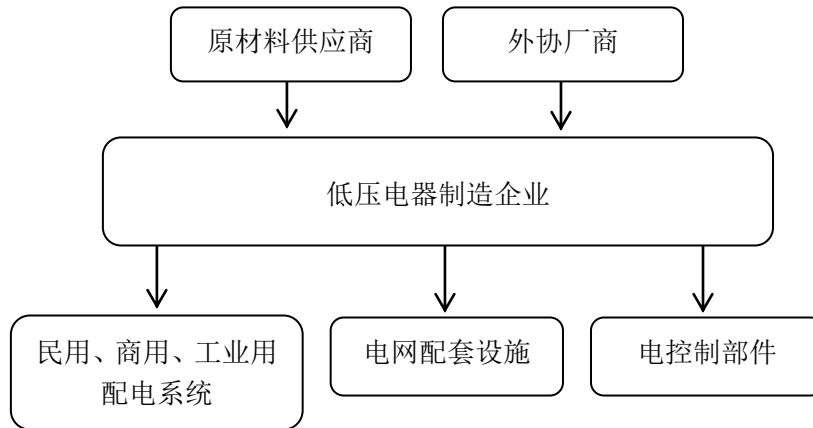 原材料供应商
外协厂商
低压电器制造企业
民用、商用、工业用
配电系统
电网配套设施
电控制部件